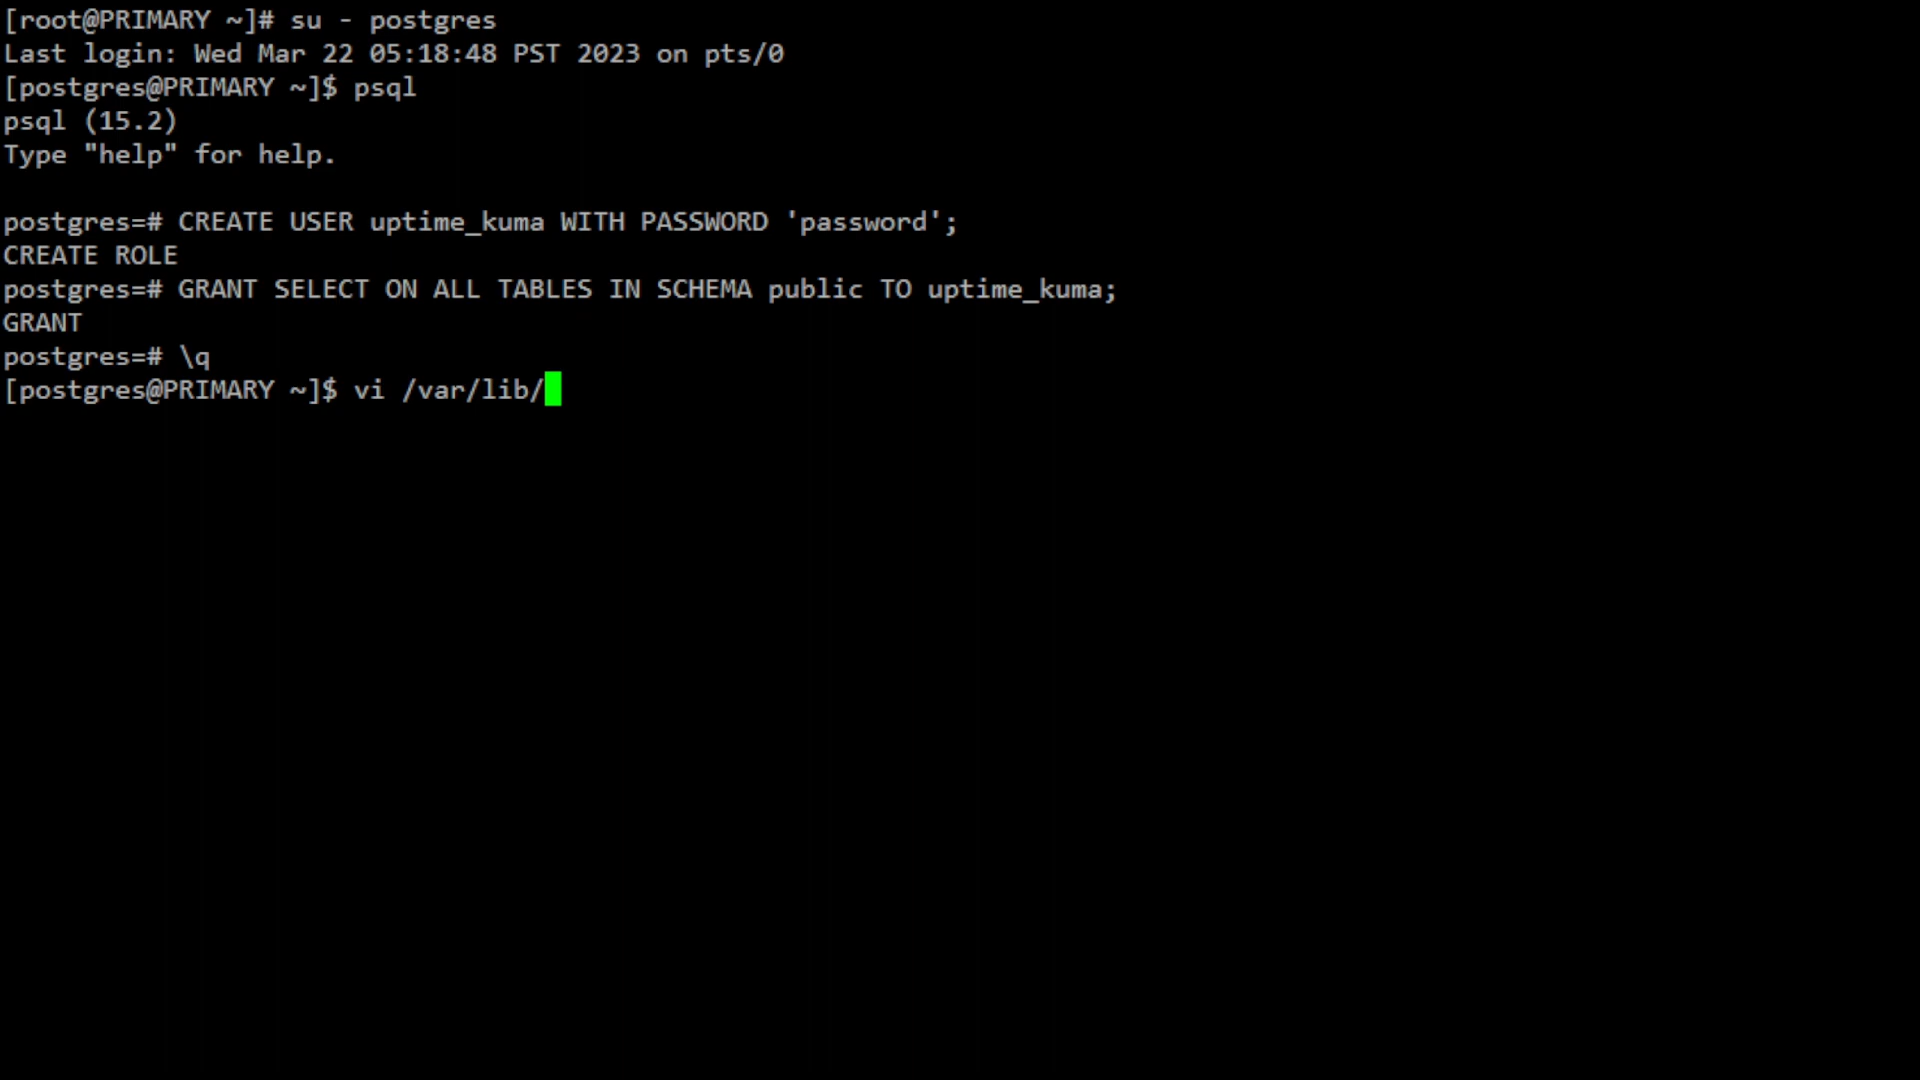 [root@PRIMARY ~]# su - postgres
Last login: Wed Mar 22 05:18:48 PST 2023 on pts/0
[postgres@PRIMARY ~]$ psql
psql (15.2)
Type "help" for help.
postgres=# CREATE USER uptime_kuma WITH PASSWORD 'password';
CREATE ROLE
postgres=# GRANT SELECT ON ALL TABLES IN SCHEMA public TO uptime_kuma;
GRANT
postgres=# \q
[postgres@PRIMARY ~]$ vi /var/lib/